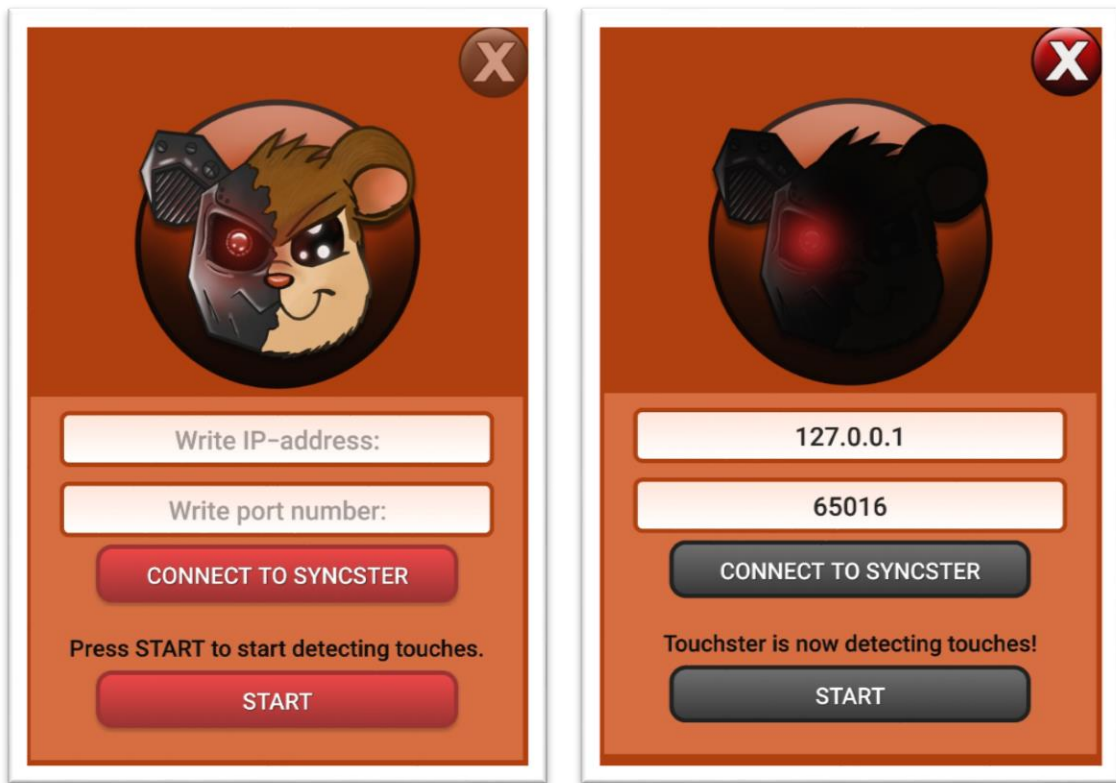 X
Write IP-address:
Write port number:
CONNECT TO SYNCSTER
Press START to start detecting touches.
START
X
127.0.0.1
65016
CONNECT TO SYNCSTER
Touchster is now detecting touches!
START